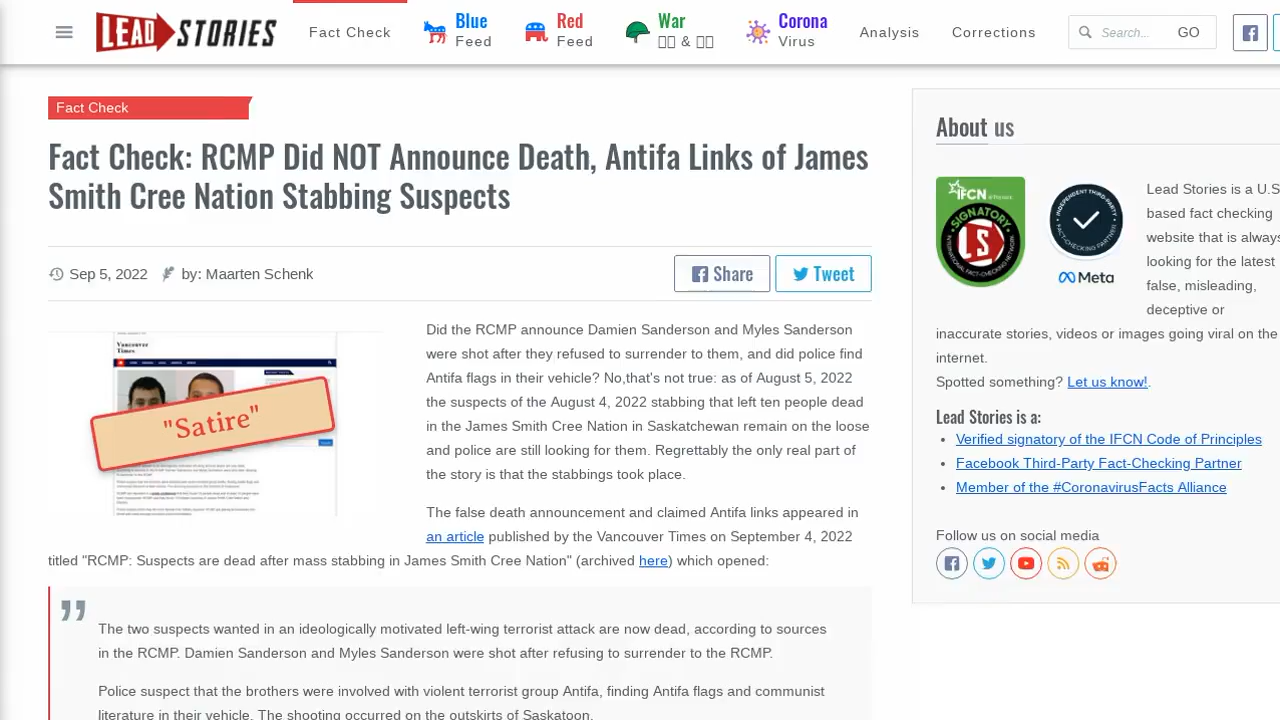 LEAD STORIES
Fact Check
Blue
Feed
Red
Feed
War
&
Corona
Virus
Analysis
Corrections
Search...
GO
Fact Check
Fact Check: RCMP Did NOT Announce Death, Antifa Links of James
Smith Cree Nation Stabbing Suspects
Sep 5, 2022 by: Maarten Schenk
Share
Tweet
Vancouver
Times
"Satire"
Did the RCMP announce Damien Sanderson and Myles Sanderson
were shot after they refused to surrender to them, and did police find
Antifa flags in their vehicle? No,that's not true: as of August 5, 2022
the suspects of the August 4, 2022 stabbing that left ten people dead
in the James Smith Cree Nation in Saskatchewan remain on the loose
and police are still looking for them. Regrettably the only real part of
the story is that the stabbings took place.
The false death announcement and claimed Antifa links appeared in
an article published by the Vancouver Times on September 4, 2022
titled "RCMP: Suspects are dead after mass stabbing in James Smith Cree Nation" (archived here) which opened:
The two suspects wanted in an ideologically motivated left-wing terrorist attack are now dead, according to sources
in the RCMP. Damien Sanderson and Myles Sanderson were shot after refusing to surrender to the RCMP.
Police suspect that the brothers were involved with violent terrorist group Antifa, finding Antifa flags and communist
literature in their vehicle. The shooting occurred on the outskirts of Saskatoon.
About us
IFCN
SIGNATORY
LS
INTERNATIONAL FACT-CHECKING NETWORK
INDEPENDENT THIRD-PARTY
FACT-CHECKING PARTNER
Meta
Lead Stories is a U.S
based fact checking
website that is always
looking for the latest
false, misleading,
deceptive or
inaccurate stories, videos or images going viral on the
internet.
Spotted something? Let us know!.
Lead Stories is a:
Verified signatory of the IFCN Code of Principles
Facebook Third-Party Fact-Checking Partner
Member of the #CoronavirusFacts Alliance
Follow us on social media